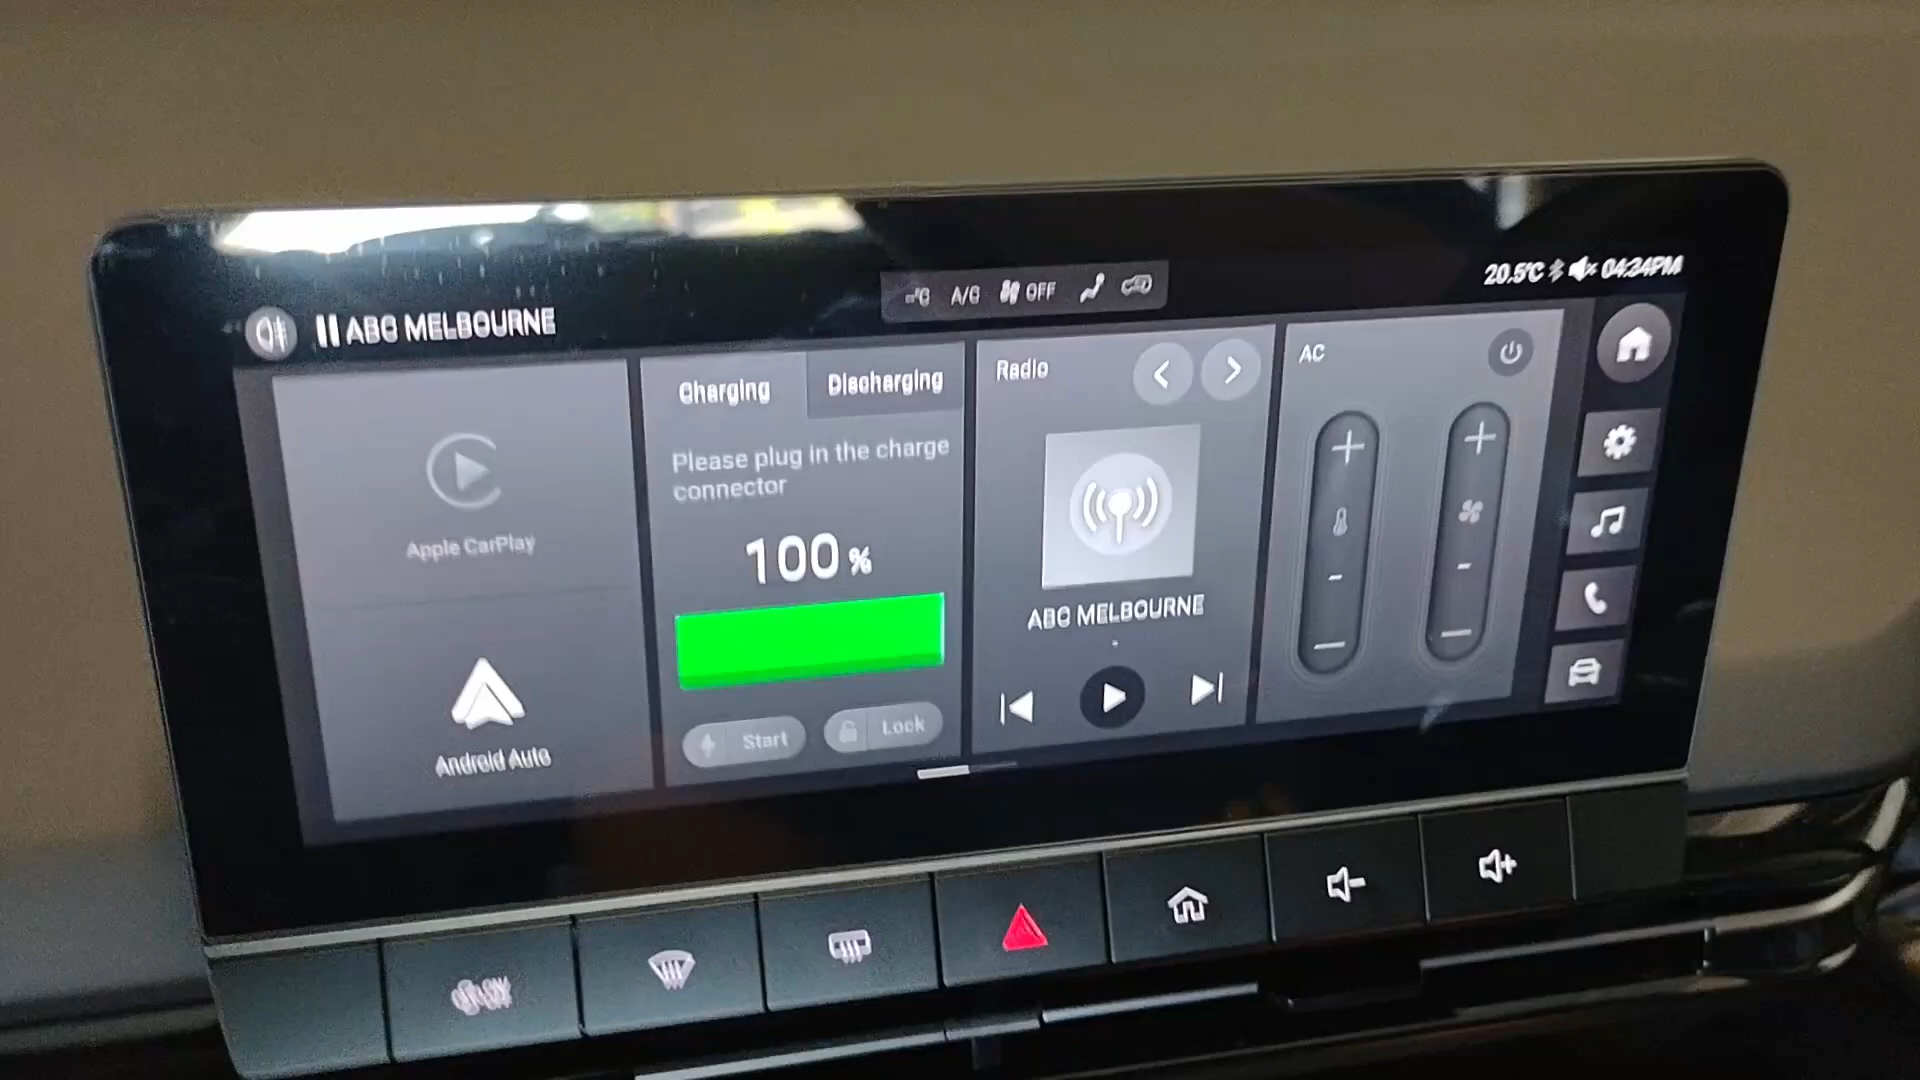 ABC MELBOURNE
A/C
OFF
20.5°C
04:24PM
Apple CarPlay
Android Auto
Charging
Discharging
Please plug in the charge
connector
100 %
Start
Lock
Radio
ABC MELBOURNE
AC